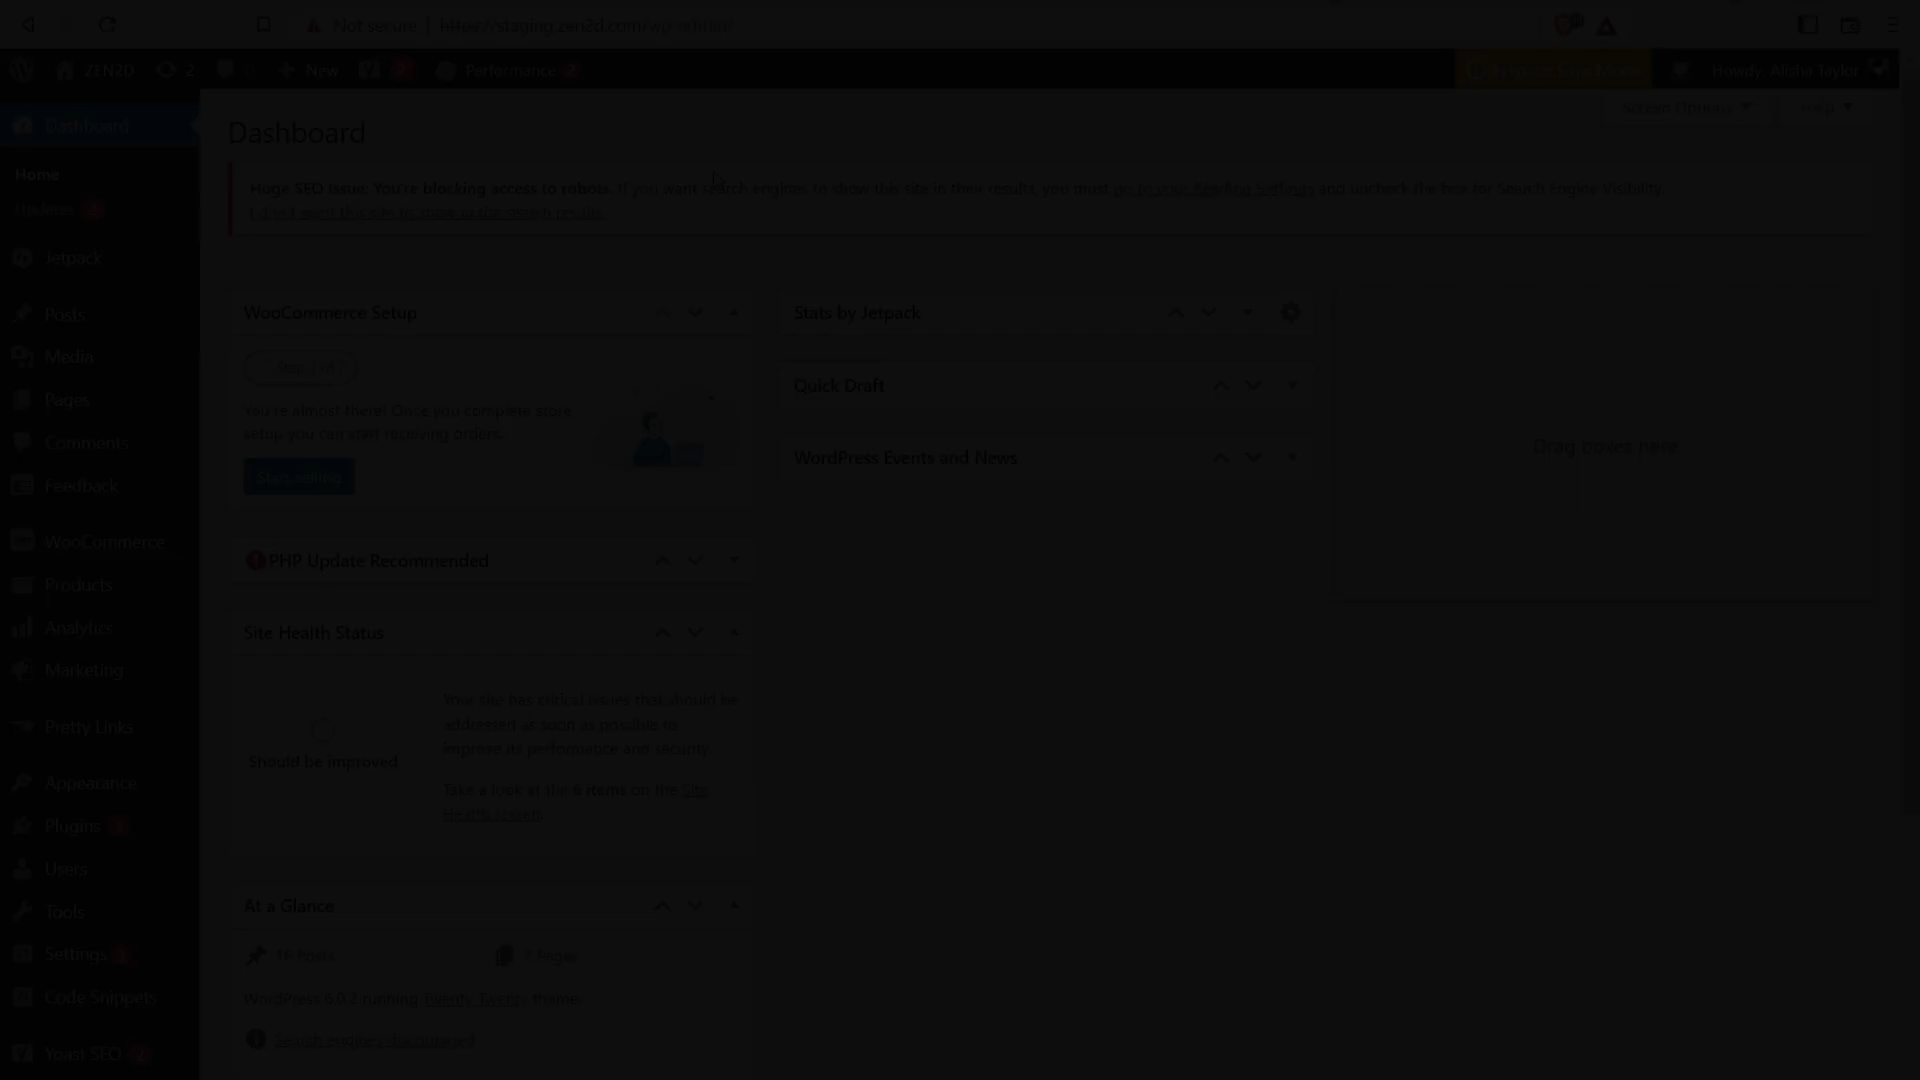 Not secure
https://staging.zen2d.com/wp-admin/
ZEN2D
2
0
New
Performance 2
Howdy, Alisha Taylor
Dashboard
Screen Options
Help
Dashboard
Home
Updates
Huge SEO Issue: You're blocking access to robots. If you want search engines to show this site in their results, you must go to your Reading Settings and uncheck the box for Search Engine Visibility.
I don't want this site to show in the search results.
Jetpack
Posts
Media
Pages
Comments
Feedback
WooCommerce
Products
Analytics
Marketing
Pretty Links
Appearance
Plugins
Users
Tools
Settings 1
Code Snippets
Yoast SEO 2
WooCommerce Setup
You're almost there! Once you complete store
setup you can start receiving orders.
Start selling
PHP Update Recommended
Site Health Status
Should be improved
Your site has critical issues that should be
addressed as soon as possible to
improve its performance and security.
Take a look at the 6 items on the Site
Health screen.
At a Glance
10 Posts
Pages
WordPress 6.0.2 running Twenty Twenty theme.
Search engines discouraged
Stats by Jetpack
Quick Draft
WordPress Events and News
Drag boxes here